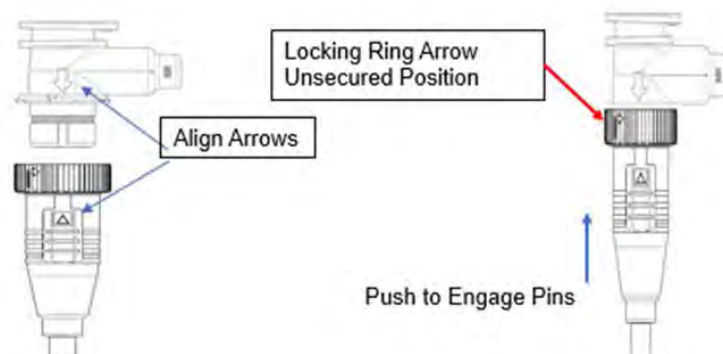 Locking Ring Arrow
Unsecured Position
Align Arrows
Push to Engage Pins